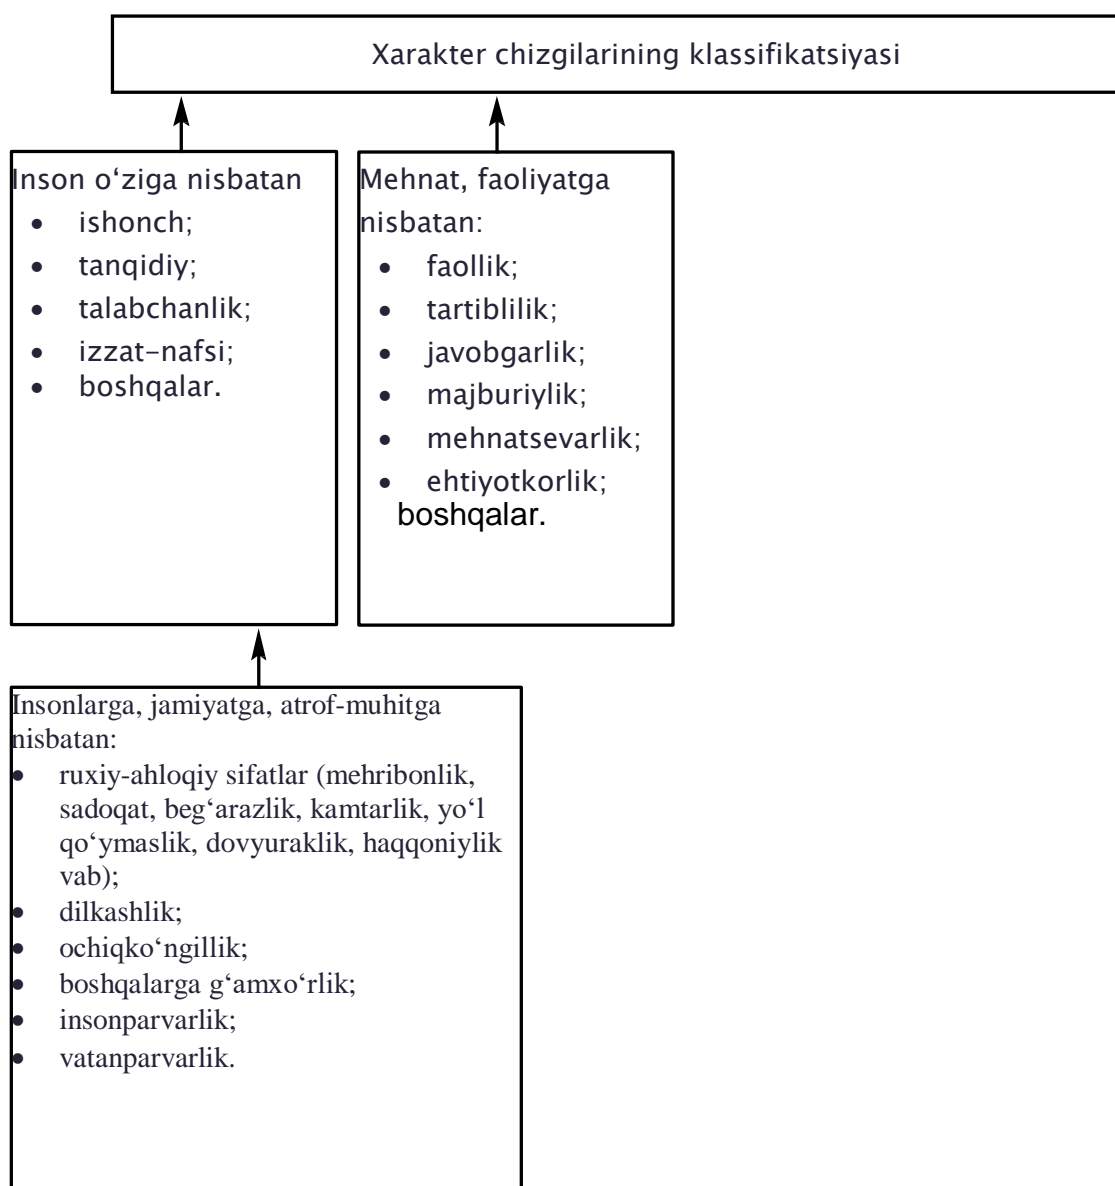 Xarakter chizgilarining klassifikatsiyasi
Inson o‘ziga nisbatan
• ishonch;
• tanqidiy;
• talabchanlik;
• izzat-nafsi;
• boshqalar.
Mehnat, faoliyatga
nisbatan:
• faollik;
• tartiblilik;
• javobgarlik;
• majburiylik;
• mehnatsevarlik;
• ehtiyotkorlik;
boshqalar.
Insonlarga, jamiyatga, atrof-muhitga
nisbatan:
• ruxiy-ahloqiy sifatlar (mehribonlik,
sadoqat, beg‘arazlik, kamtarlik, yo‘l
qo‘ymaslik, dovyuraklik, haqqoniylik
vab);
• dilkashlik;
• ochiqko‘ngillik;
• boshqalarga g‘amxo‘rlik;
• insonparvarlik;
• vatanparvarlik.